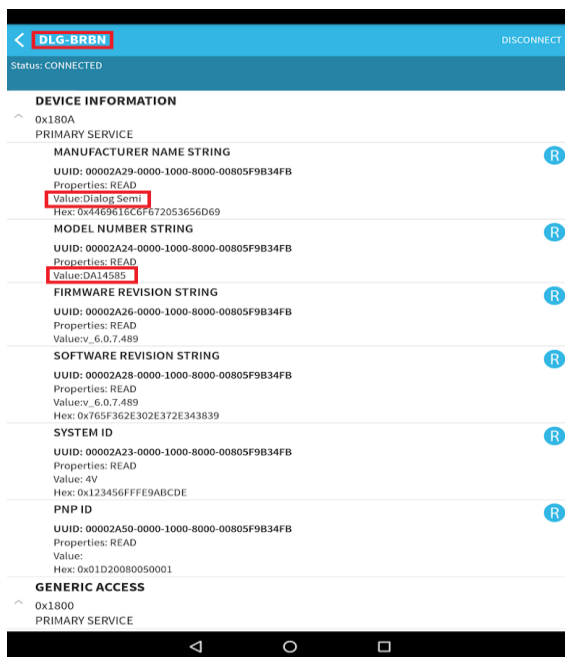 DLG-BRBN
DISCONNECT
Status: CONNECTED
DEVICE INFORMATION
0x180A
PRIMARY SERVICE
MANUFACTURER NAME STRING
R
UUID: 00002A29-0000-1000-8000-00805F9B34FB
Properties: READ
Value:Dialog Semi
Hex: 0x4469616C6F672053656D69
MODEL NUMBER STRING
R
UUID: 00002A24-0000-1000-8000-00805F9B34FB
Properties: READ
Value:DA14585
FIRMWARE REVISION STRING
R
UUID: 00002A26-0000-1000-8000-00805F9B34FB
Properties: READ
Value:v_6.0.7.489
SOFTWARE REVISION STRING
R
UUID: 00002A28-0000-1000-8000-00805F9B34FB
Properties: READ
Value:v_6.0.7.489
Hex: 0x765F362E302E372E343839
SYSTEM ID
R
UUID: 00002A23-0000-1000-8000-00805F9B34FB
Properties: READ
Value: 4V
Hex: 0x123456FFFE9ABCDE
PNP ID
R
UUID: 00002A50-0000-1000-8000-00805F9B34FB
Properties: READ
Value:
Hex: 0x01D20080050001
GENERIC ACCESS
0x1800
PRIMARY SERVICE